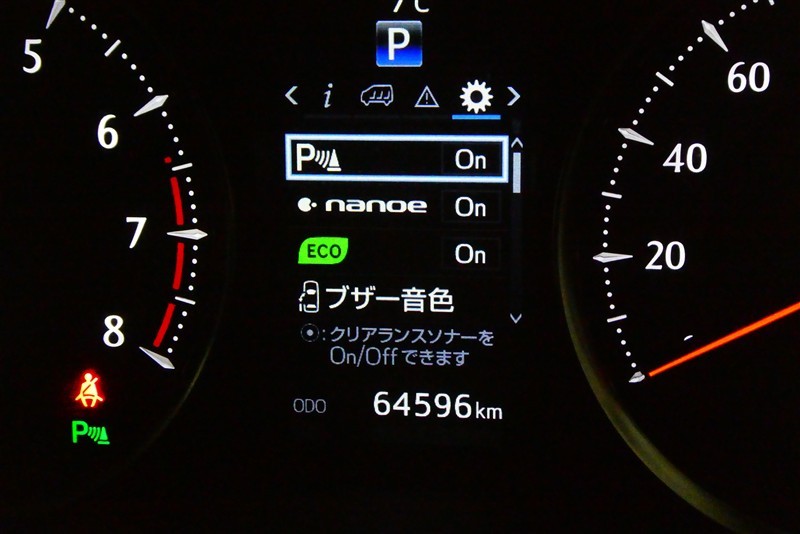 P
i
P On
nanoe On
ECO On
ブザー音色
:クリアランスソナーを
On/Offできます
ODO 64596km
5
6
7
8
P
60
40
20